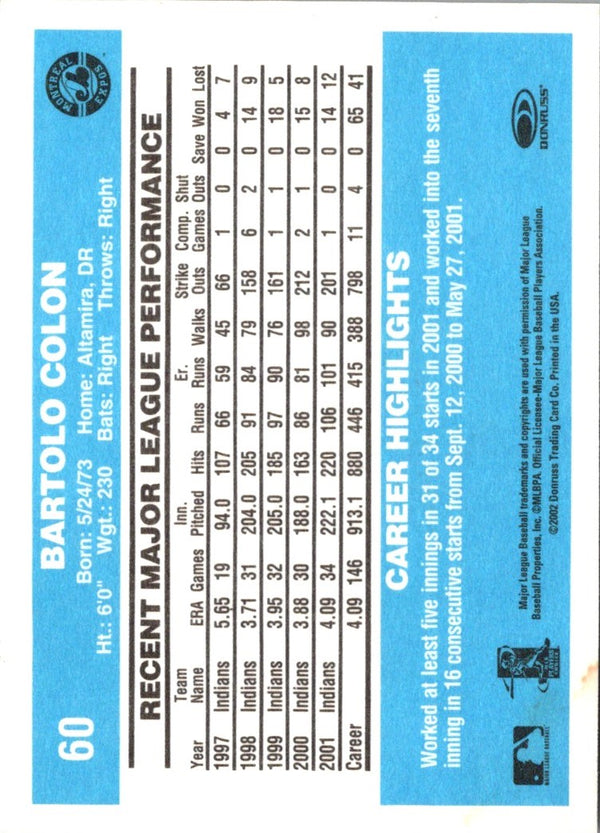 60
BARTOLO COLON
MONTREAL EXPOS
Born: 5/24/73 Home: Altamira, DR
Ht.: 6'0" Wgt.: 230 Bats: Right Throws: Right
RECENT MAJOR LEAGUE PERFORMANCE
Team Inn. Er. Strike Comp. Shut
Year Name ERA Games Pitched Hits Runs Runs Walks Outs Games Outs Save Won Lost
1997 Indians 5.65 19 94.0 107 66 59 45 66 1 0 0 4 7
1998 Indians 3.71 31 204.0 205 91 84 79 158 6 2 0 14 9
1999 Indians 3.95 32 205.0 185 97 90 76 161 1 1 0 18 5
2000 Indians 3.88 30 188.0 163 86 81 98 212 2 1 0 15 8
2001 Indians 4.09 34 222.1 220 106 101 90 201 1 0 0 14 12
Career 4.09 146 913.1 880 446 415 388 798 11 4 0 65 41
CAREER HIGHLIGHTS
Worked at least five innings in 31 of 34 starts in 2001 and worked into the seventh
inning in 16 consecutive starts from Sept. 12, 2000 to May 27, 2001.
MAJOR LEAGUE BASEBALL
Major League Baseball trademarks and copyrights are used with permission of Major League
Baseball Properties, Inc. ©MLBPA. Official Licensee-Major League Baseball Players Association.
©2002 Donruss Trading Card Co. Printed in the USA.
DONRUSS